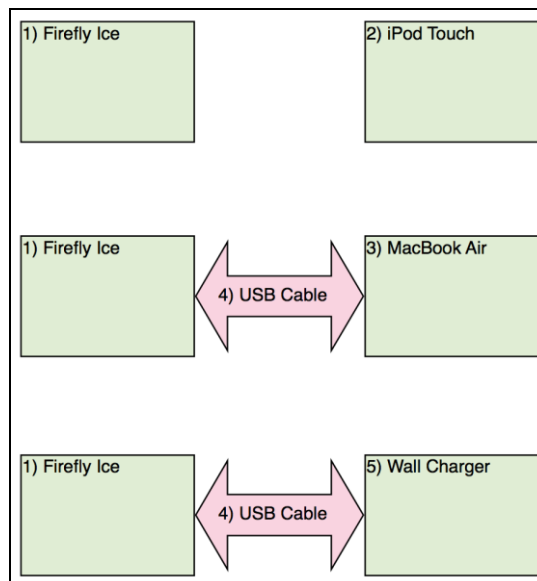 1) Firefly Ice
2) iPod Touch
1) Firefly Ice
4) USB Cable
3) MacBook Air
1) Firefly Ice
4) USB Cable
5) Wall Charger